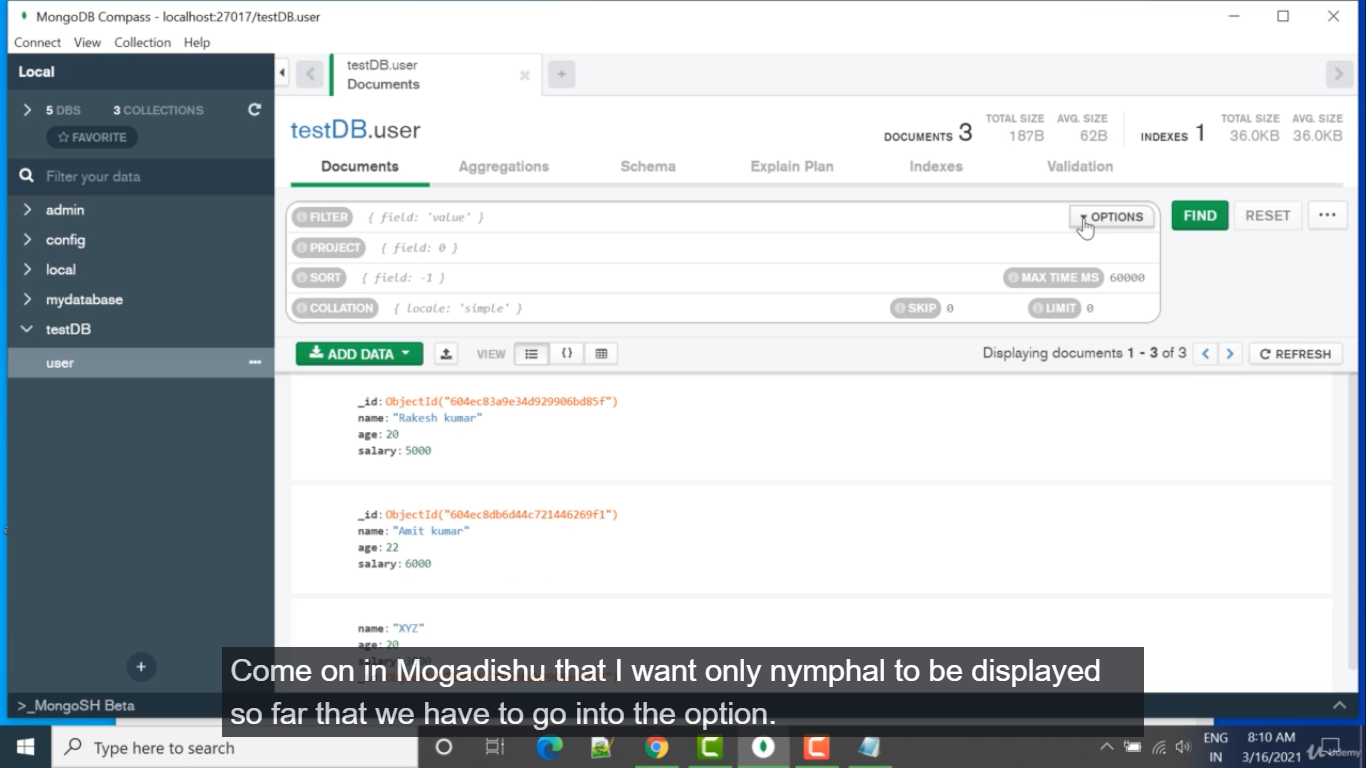 MongoDB Compass - localhost:27017/testDB.user
Connect View Collection Help
Local
5 DBS 3 COLLECTIONS
FAVORITE
Filter your data
admin
config
local
mydatabase
testDB
user
>_MongoSH Beta
testDB.user
Documents
testDB.user
DOCUMENTS 3 TOTAL SIZE 187B AVG. SIZE 62B INDEXES 1 TOTAL SIZE 36.0KB AVG. SIZE 36.0KB
Documents Aggregations Schema Explain Plan Indexes Validation
FILTER { field: 'value' } OPTIONS FIND RESET ...
PROJECT { field: 0 }
SORT { field: -1 } MAX TIME MS 60000
COLLATION { locale: 'simple' } SKIP 0 LIMIT 0
ADD DATA VIEW {} Displaying documents 1 - 3 of 3 < > REFRESH
_id: ObjectId("604ec83a9e34d929906bd85f")
name: "Rakesh kumar"
age: 20
salary: 5000
_id: ObjectId("604ec8db6d44c721446269f1")
name: "Amit kumar"
age: 22
salary: 6000
name: "XYZ"
age: 20
Come on in Mogadishu that I want only nymphal to be displayed
so far that we have to go into the option.
Type here to search
ENG
IN
8:10 AM
3/16/2021
Udemy